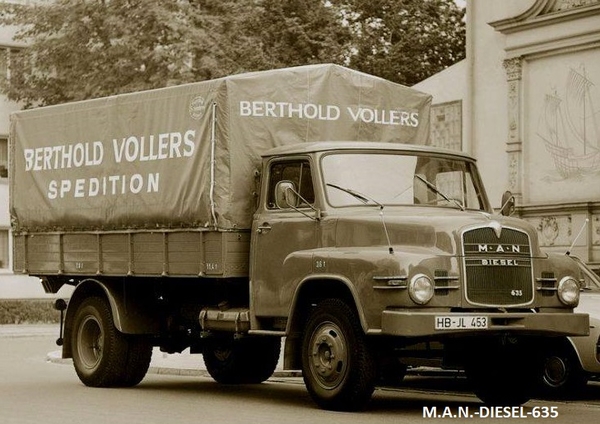 BERTHOLD VOLLERS
SPEDITION
BERTHOLD VOLLERS
M·A·N
DIESEL
635
HB-JL 453
M.A.N.-DIESEL-635